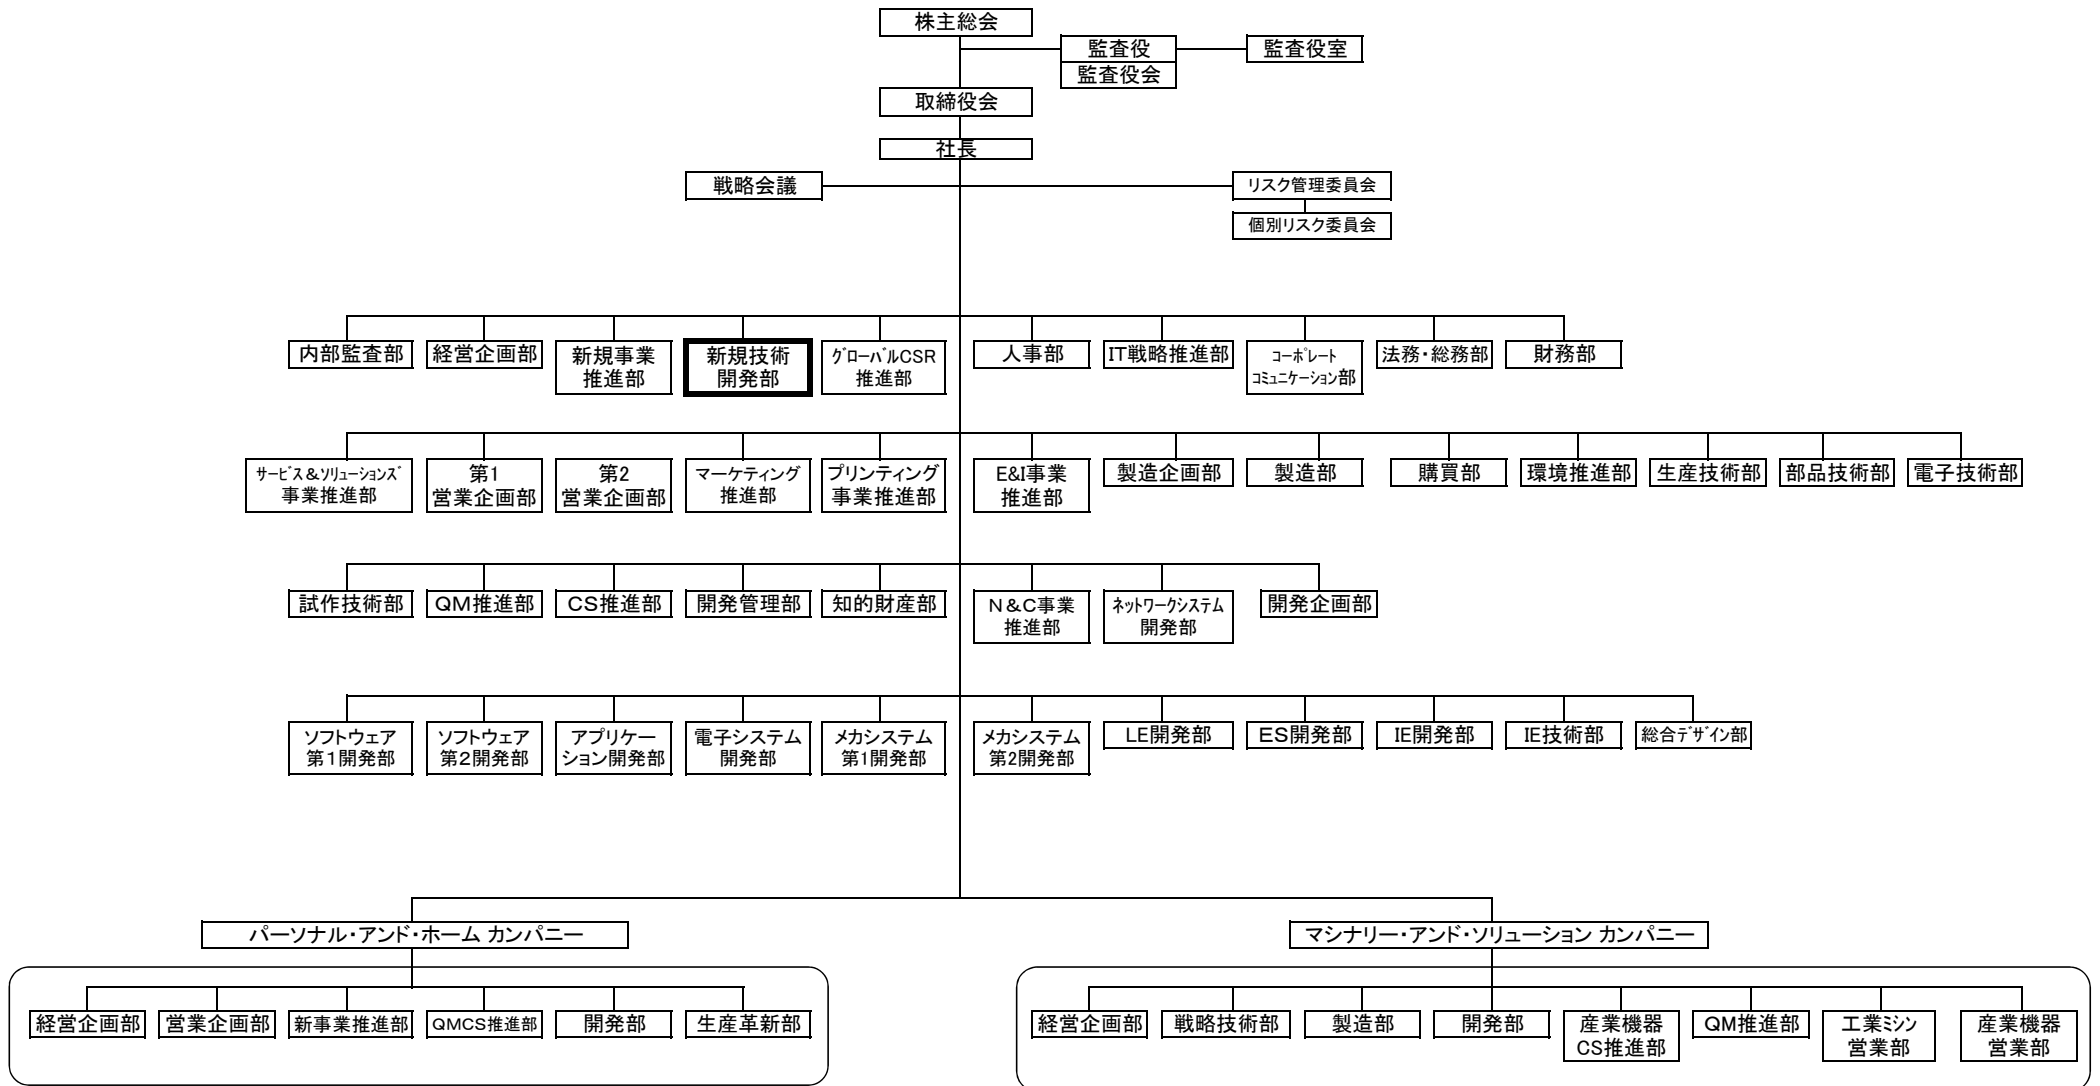 株主総会
監査役
監査役室
監査役会
取締役会
社長
戦略会議
リスク管理委員会
個別リスク委員会
内部監査部
経営企画部
新規事業
推進部
新規技術
開発部
グローバルCSR
推進部
人事部
IT戦略推進部
コーポレート
コミュニケーション部
法務・総務部
財務部
サービス&ソリューションズ
事業推進部
第1
営業企画部
第2
営業企画部
マーケティング
推進部
プリンティング
事業推進部
E&I事業
推進部
製造企画部
製造部
購買部
環境推進部
生産技術部
部品技術部
電子技術部
試作技術部
QM推進部
CS推進部
開発管理部
知的財産部
N&C事業
推進部
ネットワークシステム
開発部
開発企画部
ソフトウェア
第1開発部
ソフトウェア
第2開発部
アプリケー
ション開発部
電子システム
開発部
メカシステム
第1開発部
メカシステム
第2開発部
LE開発部
ES開発部
IE開発部
IE技術部
総合デザイン部
パーソナル・アンド・ホーム カンパニー
マシナリー・アンド・ソリューション カンパニー
経営企画部
営業企画部
新事業推進部
QMCS推進部
開発部
生産革新部
経営企画部
戦略技術部
製造部
開発部
産業機器
CS推進部
QM推進部
工業ミシン
営業部
産業機器
営業部